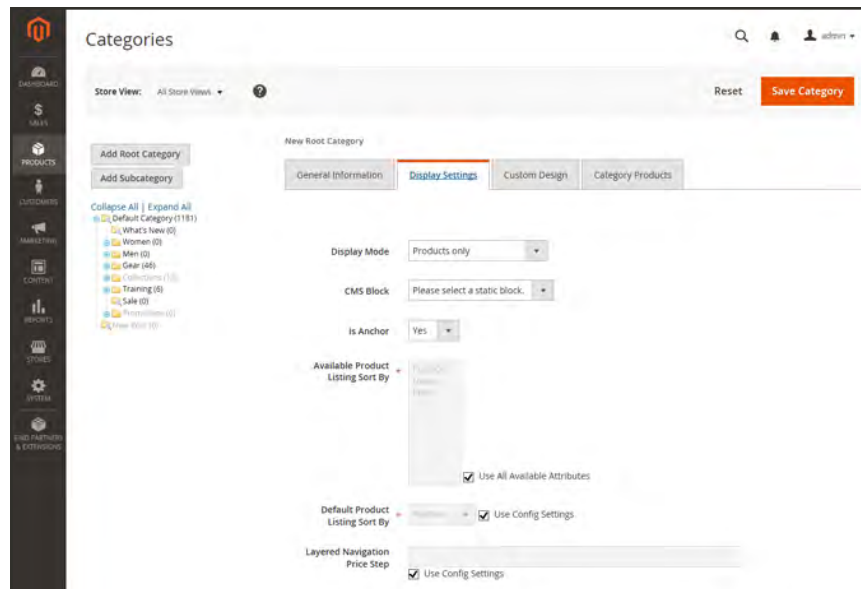 Categories
admin
DASHBOARD
Store View: All Store Views
Reset
Save Category
$
SALES
New Root Category
PRODUCTS
Add Root Category
General Information
Display Settings
Custom Design
Category Products
Add Subcategory
CUSTOMERS
Collapse All | Expand All
Default Category (1181)
What's New (0)
MARKETING
Women (0)
Men (0)
Gear (46)
CONTENT
Collections (13)
Training (6)
Sale (0)
REPORTS
Promotions (0)
STORES
SYSTEM
FIND PARTNERS
& EXTENSIONS
Display Mode
Products only
CMS Block
Please select a static block.
Is Anchor
Yes
Available Product
Listing Sort By
*
Use All Available Attributes
Default Product
Listing Sort By
*
Use Config Settings
Layered Navigation
Price Step
Use Config Settings